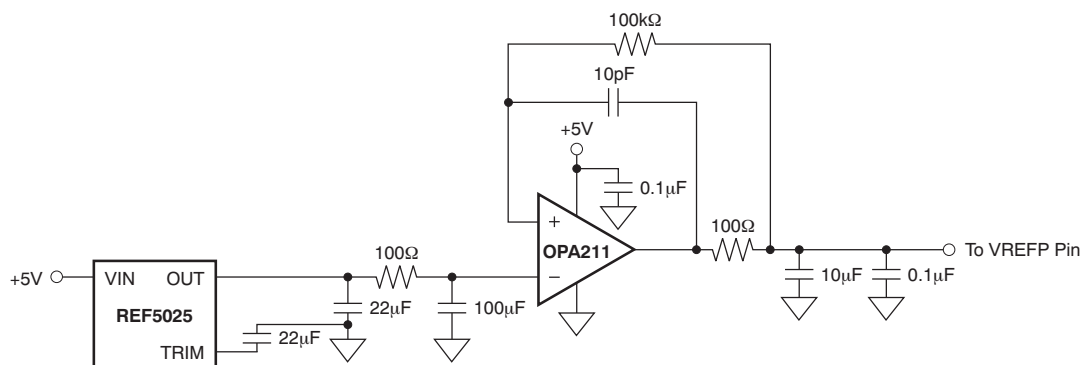 100kΩ
10pF
+5V
0.1μF
+
OPA211
−
100Ω
To VREFP Pin
10μF
0.1μF
100Ω
+5V
VIN
OUT
REF5025
TRIM
22μF
22μF
100μF